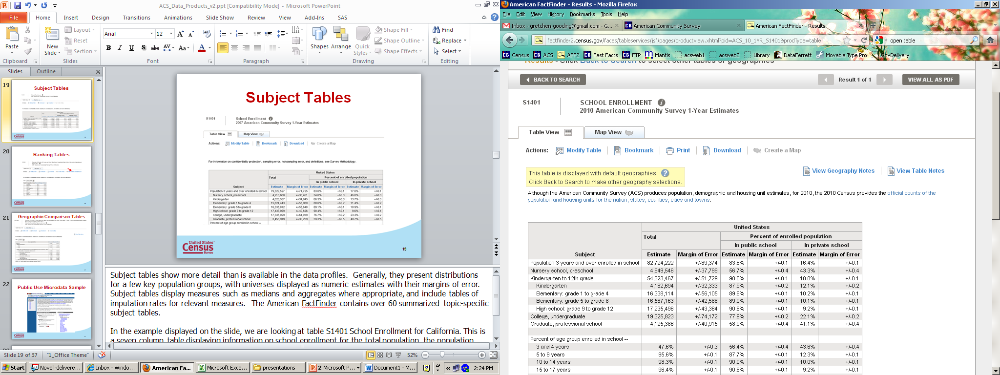 ACS_Data_Products_v2.ppt [Compatibility Mode] - Microsoft PowerPoint
File Home Insert Design Transitions Animations Slide Show Review View Add-Ins SAS
Paste
Clipboard
New Slide
Layout
Reset
Section
Slides
Arial 12
B I U S abc AV Aa A
Font
Paragraph
Shapes Arrange Quick Styles
Shape Fill
Shape Outline
Shape Effects
Drawing
Find
Replace
Select
Editing
Slides Outline
19
Subject Tables
20
Ranking Tables
21
Geographic Comparison Tables
22
Public Use Microdata Sample
Subject Tables
S1401 School Enrollment
2007 American Community Survey 1-Year Estimates
Table View Map View
Actions: Modify Table Bookmark Download Create a Map
For information on confidentiality protection, sampling error, nonsampling error, and definitions, see Survey Methodology.
United States
Total Percent of enrolled population
In public school In private school
Subject Estimate Margin of Error Estimate Margin of Error Estimate Margin of Error
Population 3 years and over enrolled in school 79,329,527 +/-74,725 83.0% +/-0.1 17.0% +/-0.1
Nursery school, preschool 4,913,688 +/-36,461 54.0% +/-0.3 46.0% +/-0.3
Kindergarten 4,028,537 +/-34,845 86.3% +/-0.3 13.7% +/-0.3
Elementary: grade 1 to grade 4 15,824,443 +/-55,980 88.6% +/-0.2 11.4% +/-0.2
Elementary: grade 5 to grade 8 16,335,812 +/-55,640 89.1% +/-0.1 10.9% +/-0.1
High school: grade 9 to grade 12 17,433,099 +/-40,626 90.4% +/-0.1 9.6% +/-0.1
College, undergraduate 17,335,029 +/-64,019 76.7% +/-0.2 23.3% +/-0.2
Graduate, professional school 3,458,919 +/-30,259 59.3% +/-0.5 40.7% +/-0.5
Percent of age group enrolled in school --
United States
Census
Bureau
19
Subject tables show more detail than is available in the data profiles. Generally, they present distributions
for a few key population groups, with universes displayed as numeric estimates with their margins of error.
Subject tables display measures such as medians and aggregates where appropriate, and include tables of
imputation rates for relevant measures. The American FactFinder contains over 60 summarized topic-specific
subject tables.
In the example displayed on the slide, we are looking at table S1401 School Enrollment for California. This is
a seven column table displaying information on school enrollment for the total population, the population
Slide 19 of 37 "1_Office Theme" 52%
Start Novell-delivere... Inbox - Windo... American Fa... Microsoft Exce... presentations 2 Microsoft P... Document1 - M... 2:24 PM
American FactFinder - Results - Mozilla Firefox
File Edit View History Bookmarks Tools Help
Inbox - gretchen.gooding@gmail.com - G... American Community Survey American FactFinder - Results
factfinder2.census.gov/faces/tableservices/jsf/pages/productview.xhtml?pid=ACS_10_1YR_S1401&prodType=table open table
Census ACS AFF2 Fast Facts FTP Mantis acsweb1 acsweb2 Library DataFerrett Movable Type Pro GovDelivery
Results - Click Back to Search to select other tables or geographies
BACK TO SEARCH Result 1 of 1 VIEW ALL AS PDF
S1401 SCHOOL ENROLLMENT
2010 American Community Survey 1-Year Estimates
Table View Map View
Actions: Modify Table Bookmark Print Download Create a Map
This table is displayed with default geographies.
Click Back to Search to make other geography selections.
View Geography Notes View Table Notes
Although the American Community Survey (ACS) produces population, demographic and housing unit estimates, for 2010, the 2010 Census provides the official counts of the
population and housing units for the nation, states, counties, cities and towns.
United States
Total Percent of enrolled population
In public school In private school
Subject Estimate Margin of Error Estimate Margin of Error Estimate Margin of Error
Population 3 years and over enrolled in school 82,724,222 +/-89,374 83.6% +/-0.1 16.4% +/-0.1
Nursery school, preschool 4,949,546 +/-37,799 56.7% +/-0.4 43.3% +/-0.4
Kindergarten to 12th grade 54,323,467 +/-51,729 90.0% +/-0.1 10.0% +/-0.1
Kindergarten 4,182,694 +/-32,333 87.9% +/-0.2 12.1% +/-0.2
Elementary: grade 1 to grade 4 16,338,114 +/-56,105 89.8% +/-0.1 10.2% +/-0.1
Elementary: grade 5 to grade 8 16,567,163 +/-42,588 89.9% +/-0.1 10.1% +/-0.1
High school: grade 9 to grade 12 17,235,496 +/-43,364 90.8% +/-0.1 9.2% +/-0.1
College, undergraduate 19,325,823 +/-74,172 77.9% +/-0.2 22.1% +/-0.2
Graduate, professional school 4,125,386 +/-40,915 58.9% +/-0.4 41.1% +/-0.4
Percent of age group enrolled in school --
3 and 4 years 47.6% +/-0.3 56.4% +/-0.4 43.6% +/-0.4
5 to 9 years 95.6% +/-0.1 87.7% +/-0.1 12.3% +/-0.1
10 to 14 years 98.3% +/-0.1 90.0% +/-0.1 10.0% +/-0.1
15 to 17 years 96.4% +/-0.1 90.8% +/-0.1 9.2% +/-0.1